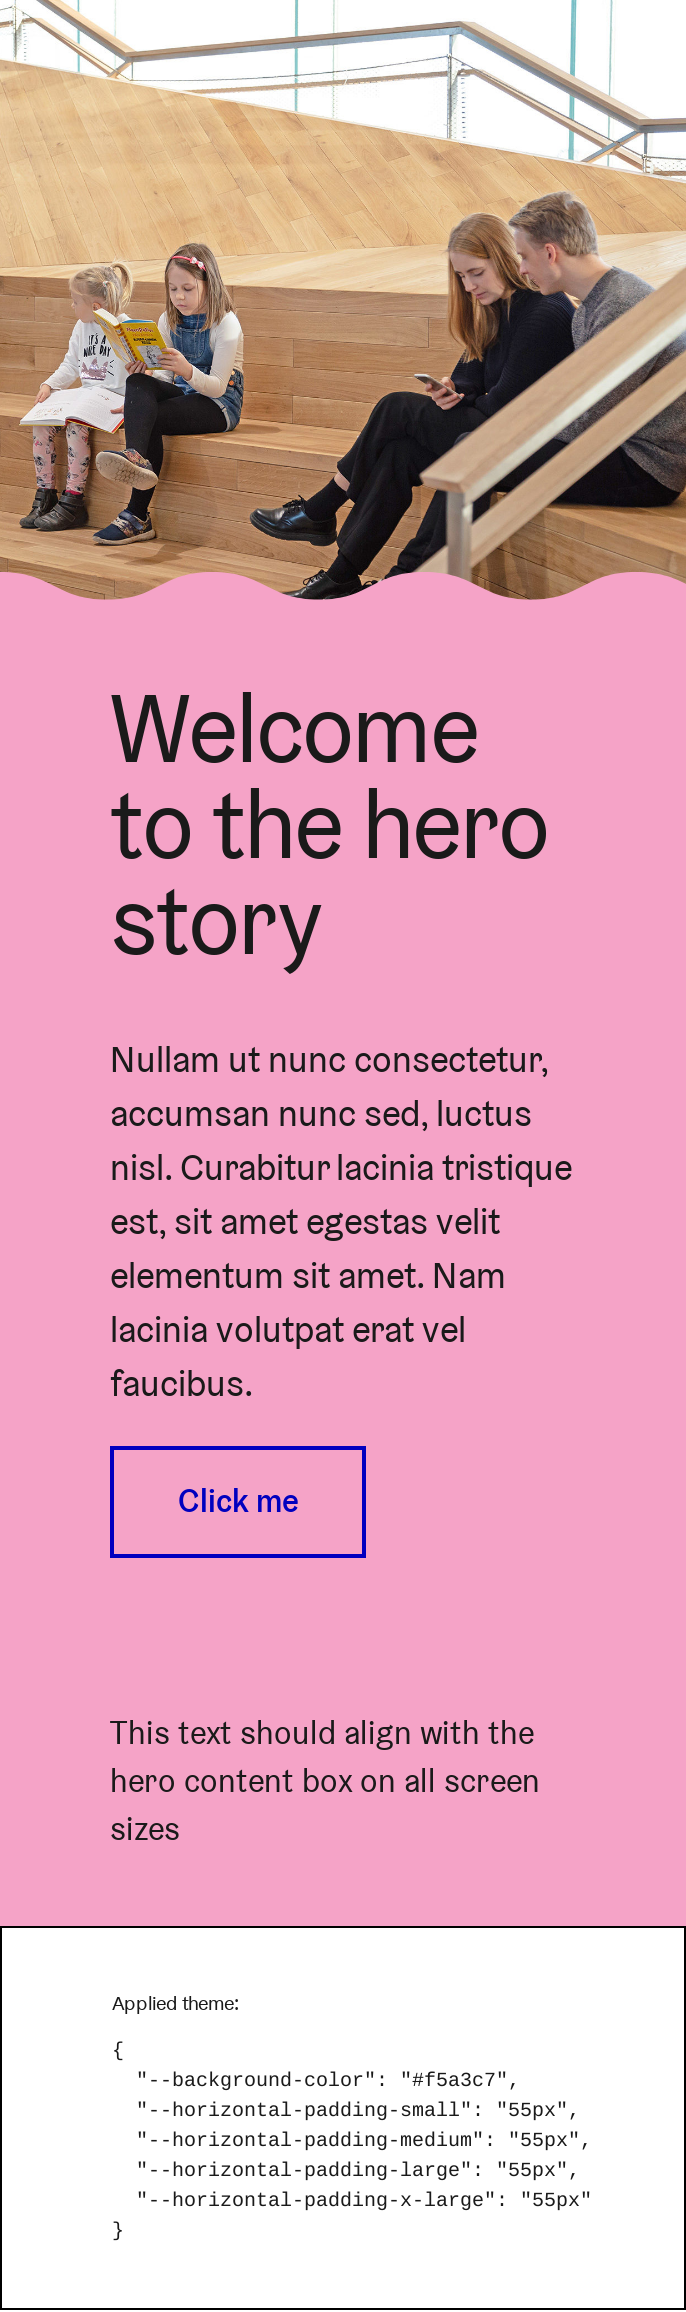 IT'S A
DAY
Welcome
to the hero
story
Nullam ut nunc consectetur,
accumsan nunc sed, luctus
nisl. Curabitur lacinia tristique
est, sit amet egestas velit
elementum sit amet. Nam
lacinia volutpat erat vel
faucibus.
Click me
This text should align with the
hero content box on all screen
sizes
Applied theme:
{
  "--background-color": "#f5a3c7",
  "--horizontal-padding-small": "55px",
  "--horizontal-padding-medium": "55px",
  "--horizontal-padding-large": "55px",
  "--horizontal-padding-x-large": "55px"
}